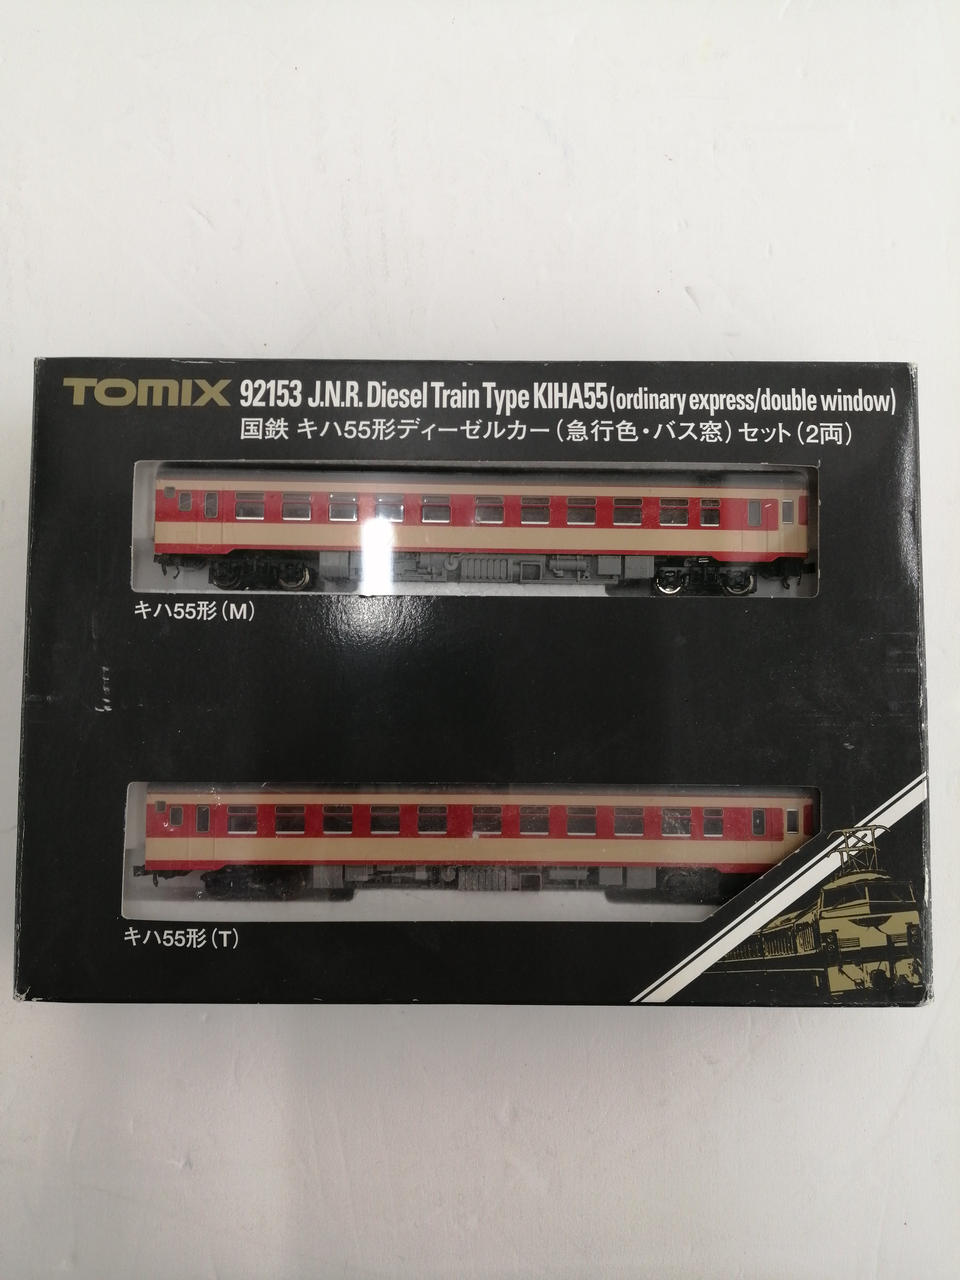 TOMIX 92153 J.N.R. Diesel Train Type KIHA55 (ordinary express/double window)
国鉄 キハ55形ディーゼルカー（急行色・バス窓）セット（2両）
キハ55形（M）
キハ55形（T）